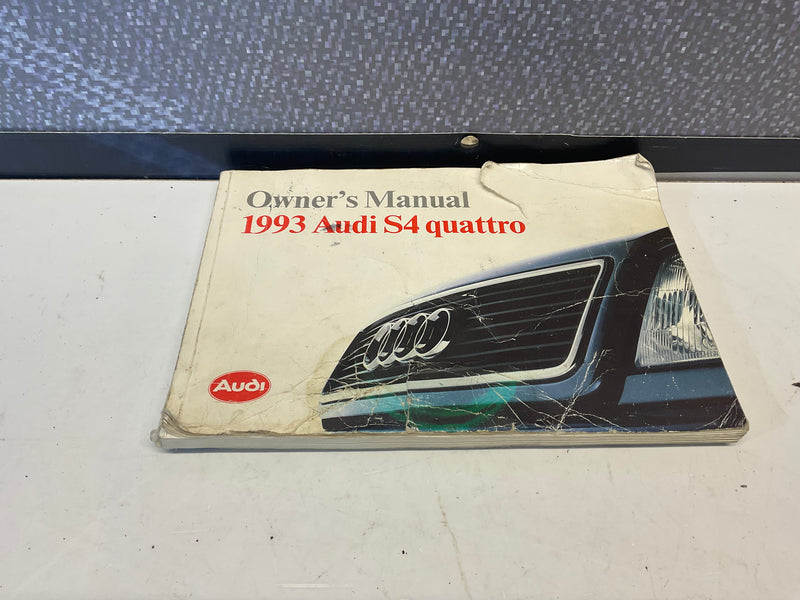 Owner's Manual
1993 Audi S4 quattro
Audi